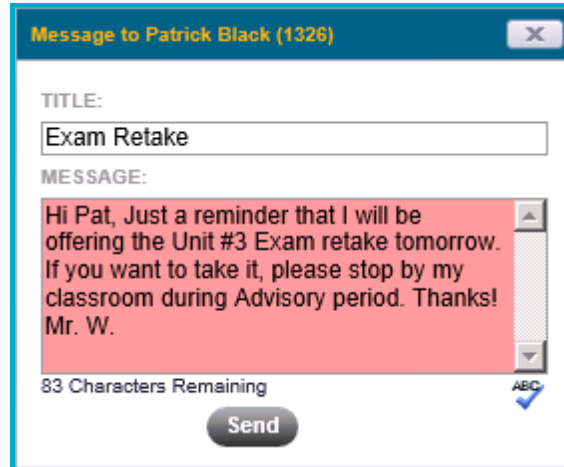 Message to Patrick Black (1326)
X
TITLE:
Exam Retake
MESSAGE:
Hi Pat, Just a reminder that I will be
offering the Unit #3 Exam retake tomorrow.
If you want to take it, please stop by my
classroom during Advisory period. Thanks!
Mr. W.
83 Characters Remaining
ABC
Send